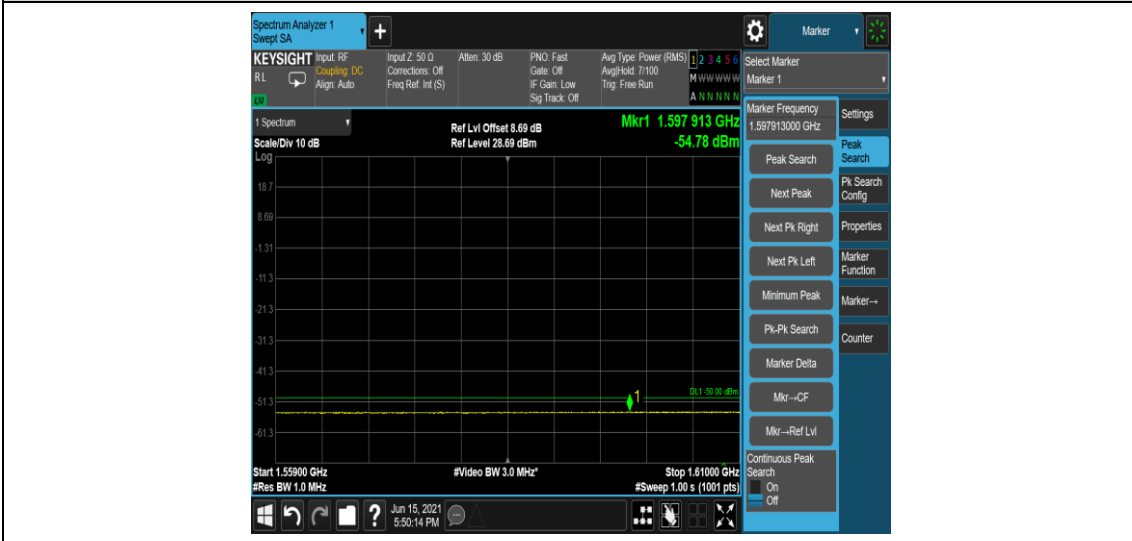 Spectrum Analyzer 1
Swept SA
+
Marker
KEYSIGHT
RL
LXI
Input: RF
Coupling: DC
Align: Auto
Input Z: 50 Ω
Corrections: Off
Freq Ref: Int (S)
Atten: 30 dB
PNO: Fast
Gate: Off
IF Gain: Low
Sig Track: Off
Avg Type: Power (RMS)
Avg|Hold: 7/100
Trig: Free Run
1 2 3 4 5 6
M W W W W W
A N N N N N
Select Marker
Marker 1
1 Spectrum
Scale/Div 10 dB
Log
Ref Lvl Offset 8.69 dB
Ref Level 28.69 dBm
Mkr1 1.597 913 GHz
-54.78 dBm
18.7
8.69
-1.31
-11.3
-21.3
-31.3
-41.3
-51.3
-61.3
DL1 -50.00 dBm
1
Start 1.55900 GHz
#Res BW 1.0 MHz
#Video BW 3.0 MHz*
Stop 1.61000 GHz
#Sweep 1.00 s (1001 pts)
Marker Frequency
1.597913000 GHz
Peak Search
Next Peak
Next Pk Right
Next Pk Left
Minimum Peak
Pk-Pk Search
Marker Delta
Mkr→CF
Mkr→Ref Lvl
Continuous Peak
Search
On
Off
Settings
Peak
Search
Pk Search
Config
Properties
Marker
Function
Marker→
Counter
?
Jun 15, 2021
5:50:14 PM